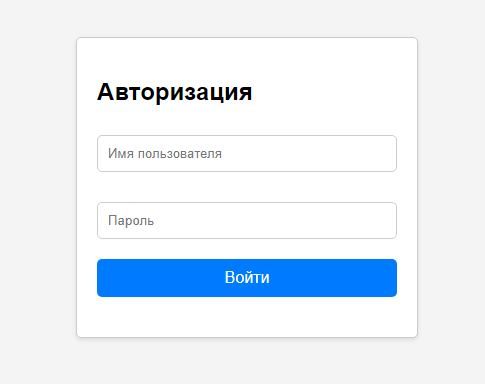 Авторизация
Имя пользователя
Пароль
Войти